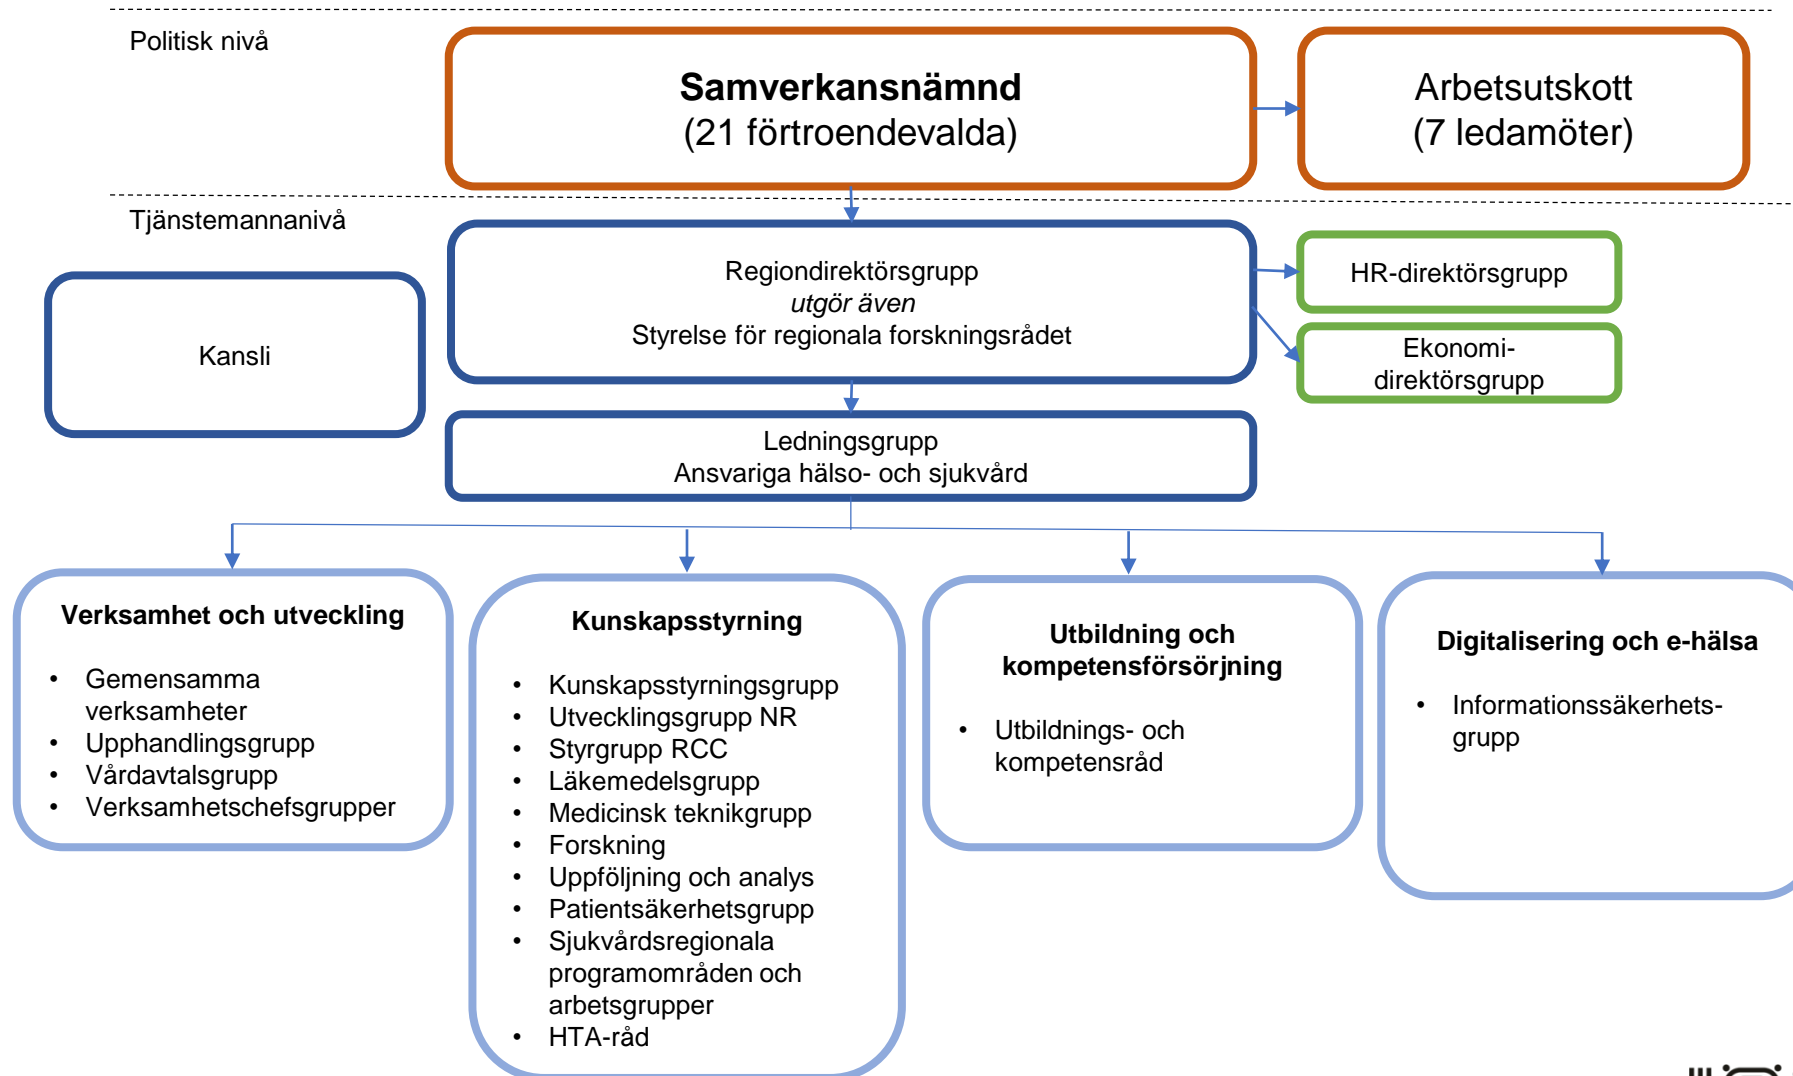 Politisk nivå
Samverkansnämnd
(21 förtroendevalda)
Arbetsutskott
(7 ledamöter)
Tjänstemannanivå
Kansli
Regiondirektörsgrupp
utgör även
Styrelse för regionala forskningsrådet
HR-direktörsgrupp
Ekonomi-
direktörsgrupp
Ledningsgrupp
Ansvariga hälso- och sjukvård
Verksamhet och utveckling
• Gemensamma
verksamheter
• Upphandlingsgrupp
• Vårdavtalsgrupp
• Verksamhetschefsgrupper
Kunskapsstyrning
• Kunskapsstyrningsgrupp
• Utvecklingsgrupp NR
• Styrgrupp RCC
• Läkemedelsgrupp
• Medicinsk teknikgrupp
• Forskning
• Uppföljning och analys
• Patientsäkerhetsgrupp
• Sjukvårdsregionala
programområden och
arbetsgrupper
• HTA-råd
Utbildning och
kompetensförsörjning
• Utbildnings- och
kompetensråd
Digitalisering och e-hälsa
• Informationssäkerhets-
grupp